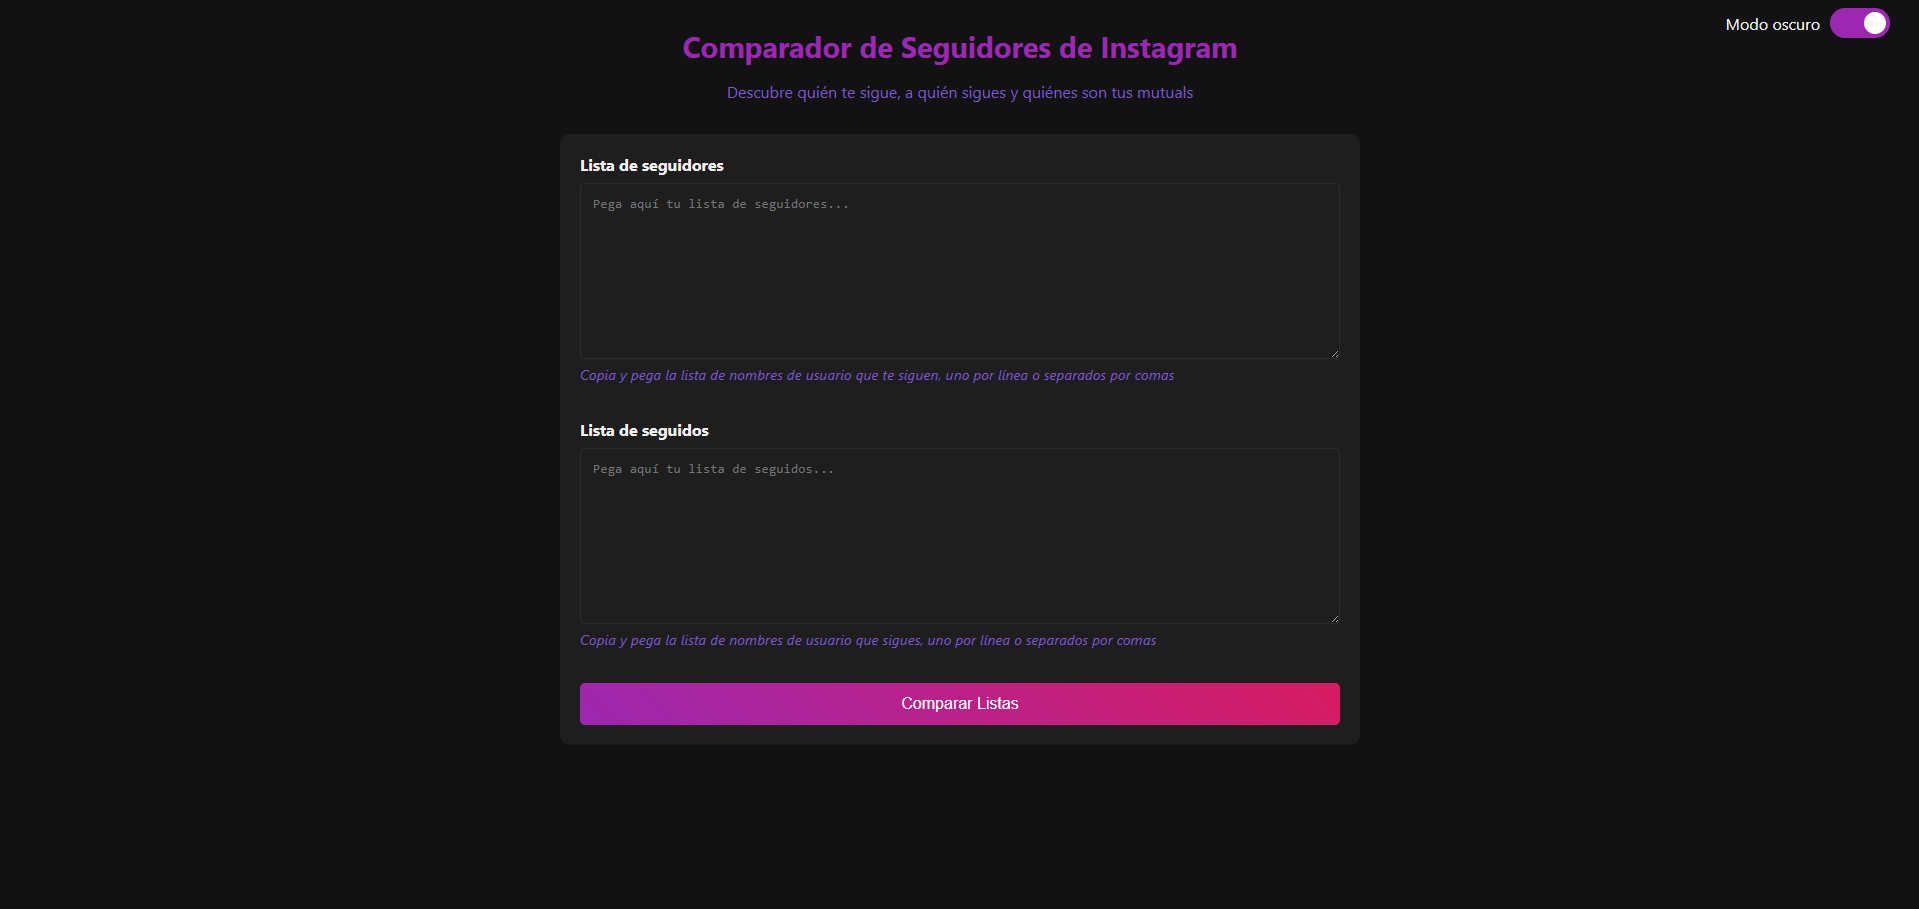 Modo oscuro
Comparador de Seguidores de Instagram
Descubre quién te sigue, a quién sigues y quiénes son tus mutuals
Lista de seguidores
Pega aquí tu lista de seguidores...
Copia y pega la lista de nombres de usuario que te siguen, uno por línea o separados por comas
Lista de seguidos
Pega aquí tu lista de seguidos...
Copia y pega la lista de nombres de usuario que sigues, uno por línea o separados por comas
Comparar Listas